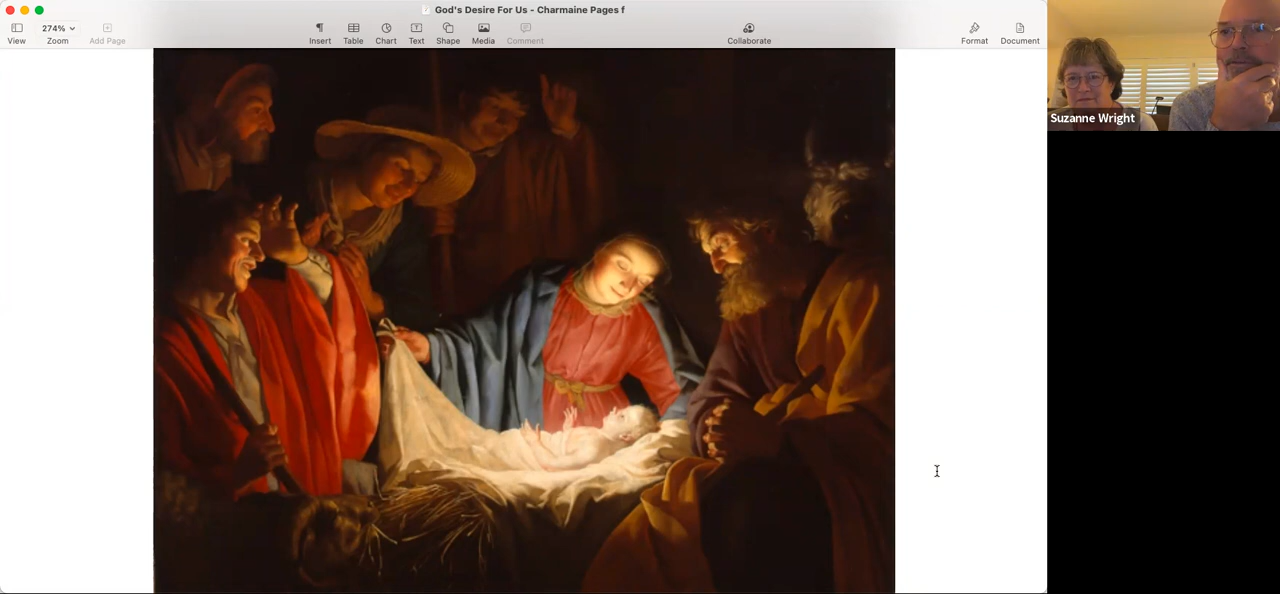 God's Desire For Us - Charmaine Pages f
274%
View
Zoom
Add Page
Insert
Table
Chart
Text
Shape
Media
Comment
Collaborate
Format
Document
Suzanne Wright